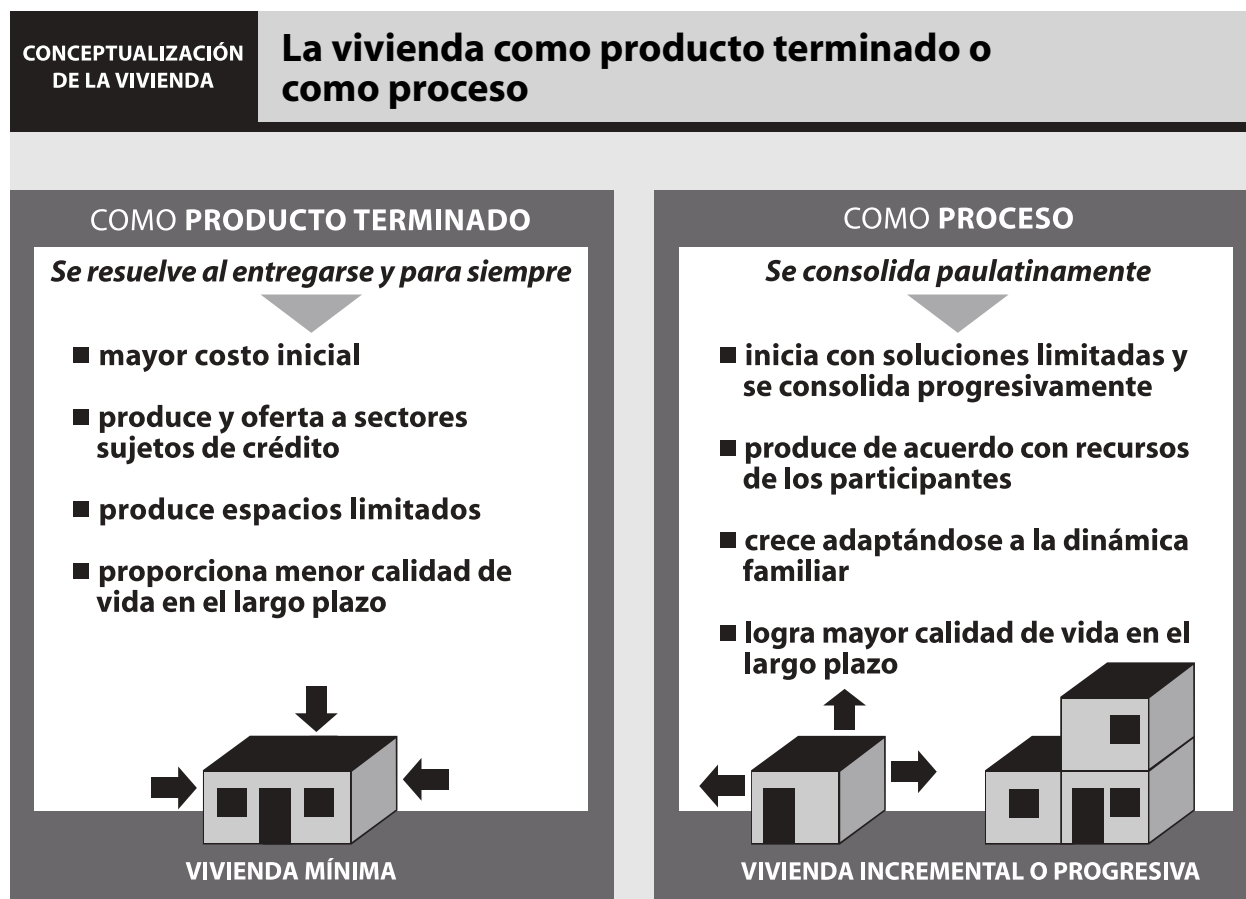 CONCEPTUALIZACIÓN
DE LA VIVIENDA
La vivienda como producto terminado o
como proceso
COMO PRODUCTO TERMINADO
Se resuelve al entregarse y para siempre
■ mayor costo inicial
■ produce y oferta a sectores
sujetos de crédito
■ produce espacios limitados
■ proporciona menor calidad de
vida en el largo plazo
VIVIENDA MÍNIMA
COMO PROCESO
Se consolida paulatinamente
■ inicia con soluciones limitadas y
se consolida progresivamente
■ produce de acuerdo con recursos
de los participantes
■ crece adaptándose a la dinámica
familiar
■ logra mayor calidad de vida en el
largo plazo
VIVIENDA INCREMENTAL O PROGRESIVA